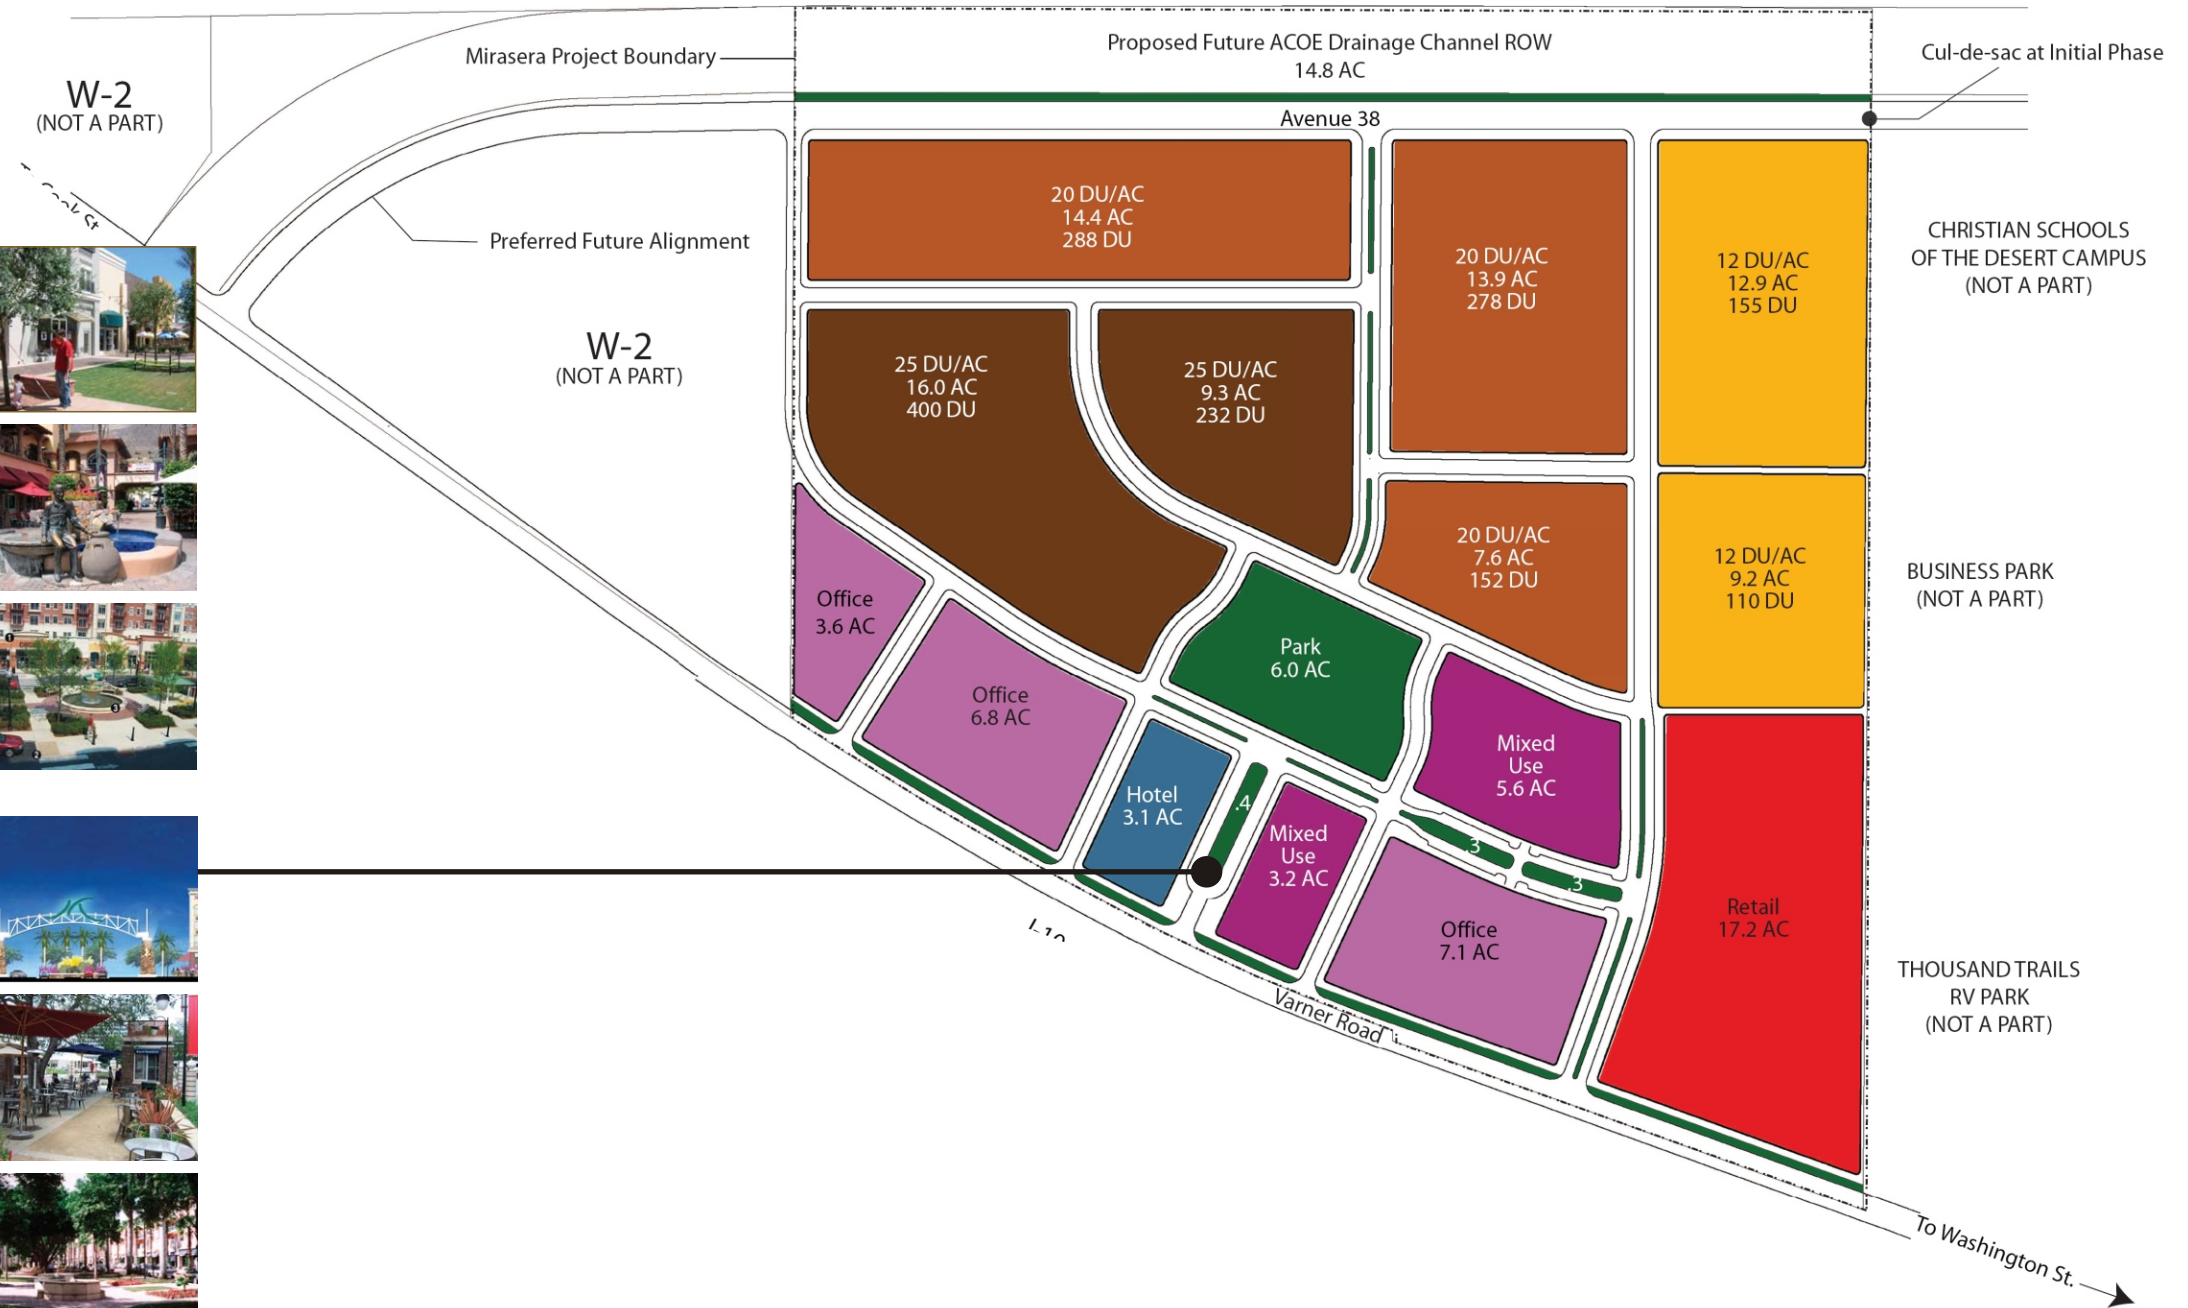 Mirasera Project Boundary
Proposed Future ACOE Drainage Channel ROW
14.8 AC
Cul-de-sac at Initial Phase
W-2
(NOT A PART)
Avenue 38
20 DU/AC
14.4 AC
288 DU
Preferred Future Alignment
20 DU/AC
13.9 AC
278 DU
12 DU/AC
12.9 AC
155 DU
CHRISTIAN SCHOOLS
OF THE DESERT CAMPUS
(NOT A PART)
W-2
(NOT A PART)
25 DU/AC
16.0 AC
400 DU
25 DU/AC
9.3 AC
232 DU
20 DU/AC
7.6 AC
152 DU
12 DU/AC
9.2 AC
110 DU
BUSINESS PARK
(NOT A PART)
Office
3.6 AC
Office
6.8 AC
Park
6.0 AC
Mixed
Use
5.6 AC
Hotel
3.1 AC
.4
Mixed
Use
3.2 AC
.3
.3
Office
7.1 AC
Retail
17.2 AC
THOUSAND TRAILS
RV PARK
(NOT A PART)
Varner Road
To Washington St.